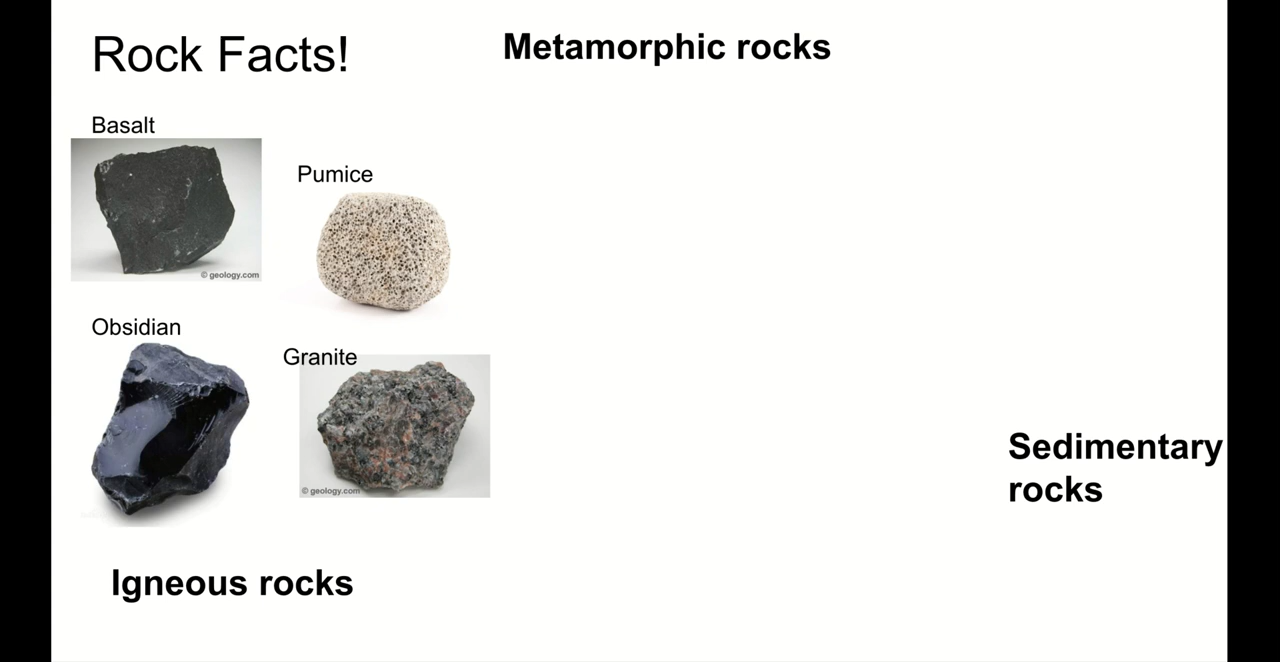 Rock Facts!
Metamorphic rocks
Basalt
© geology.com
Pumice
Obsidian
Granite
© geology.com
Sedimentary
rocks
Igneous rocks